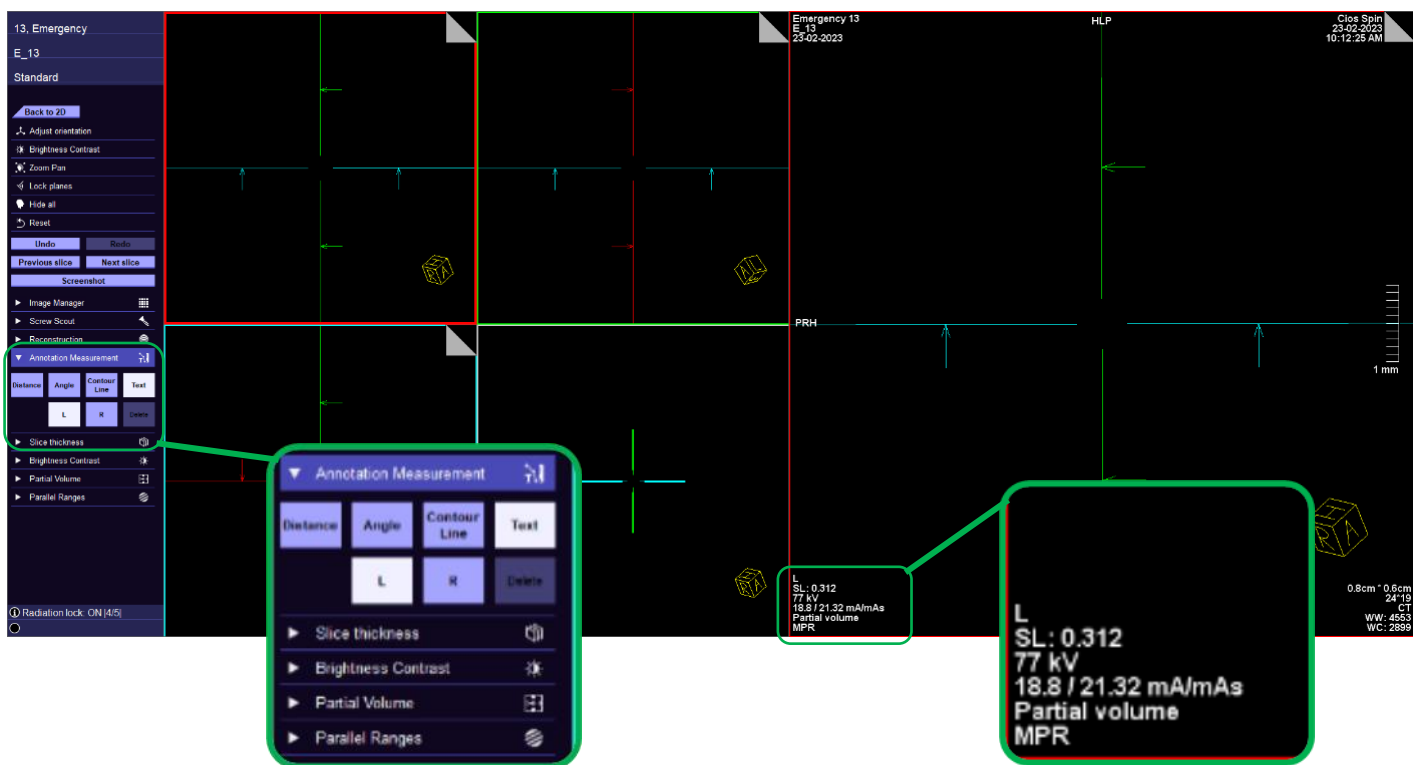 13, Emergency
E_13
Standard
Back to 2D
Adjust orientation
Brightness Contrast
Zoom Pan
Lock planes
Hide all
Reset
Undo Redo
Previous slice Next slice
Screenshot
Image Manager
Screw Scout
Reconstruction
Annotation Measurement
Distance Angle Contour Line Text
L R Delete
Slice thickness
Brightness Contrast
Partial Volume
Parallel Ranges
Radiation lock: ON |4/5|
Emergency 13
E_13
23-02-2023
HLP
Cios Spin
23-02-2023
10:12:25 AM
PRH
1 mm
H
R A
A L
H
R A
L
SL: 0.312
77 kV
18.8 / 21.32 mA/mAs
Partial volume
MPR
0.8cm * 0.6cm
24*19
CT
WW: 4553
WC: 2899
Annotation Measurement
Distance Angle Contour Line Text
L R Delete
Slice thickness
Brightness Contrast
Partial Volume
Parallel Ranges
L
SL: 0.312
77 kV
18.8 / 21.32 mA/mAs
Partial volume
MPR